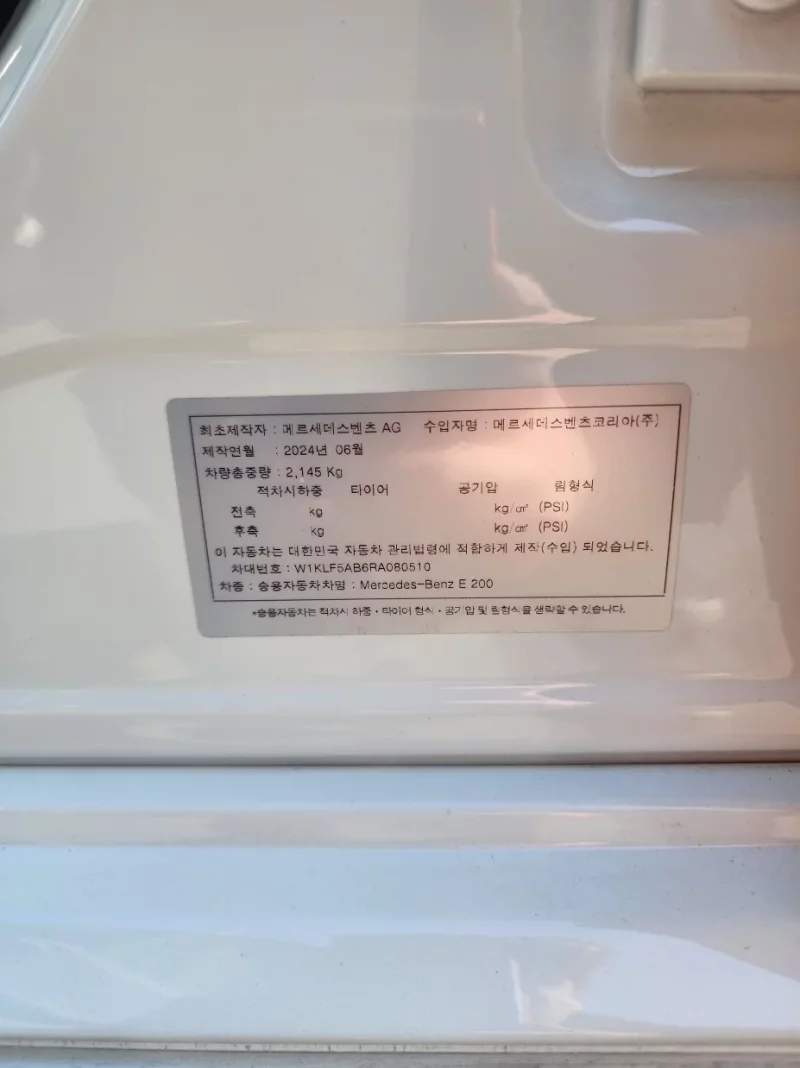 최초제작자 : 메르세데스벤츠 AG 수입자명 : 메르세데스벤츠코리아(주)
제작연월 : 2024년 06월
차량총중량 : 2,145 Kg
적차시하중 타이어 공기압 림형식
전축 kg kg/㎠ (PSI)
후축 kg kg/㎠ (PSI)
이 자동차는 대한민국 자동차 관리법령에 적합하게 제작(수입) 되었습니다.
차대번호 : W1KLF5AB6RA080510
차종 : 승용자동차차명 : Mercedes-Benz E 200
*승용자동차는 적차시 하중·타이어 형식·공기압 및 림형식을 생략할 수 있습니다.